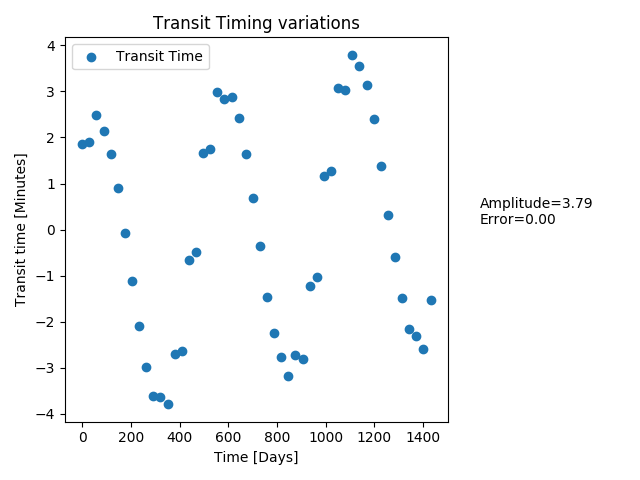 Transit Timing variations
Transit Time
Transit time [Minutes]
4
3
2
1
0
−1
−2
−3
−4
0 200 400 600 800 1000 1200 1400
Time [Days]
Amplitude=3.79
Error=0.00